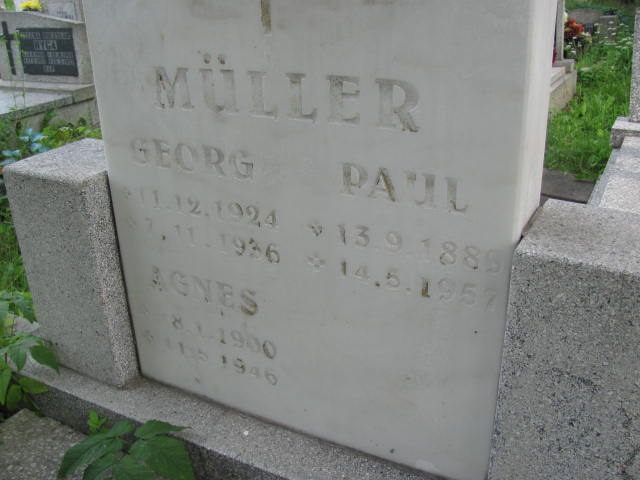 MÜLLER
GEORG
* 11.12.1924
+ 7.11.1936
AGNES
* 8.1.1900
1946
PAUL
* 13.9.1889
+ 14.5.1957
NYGA